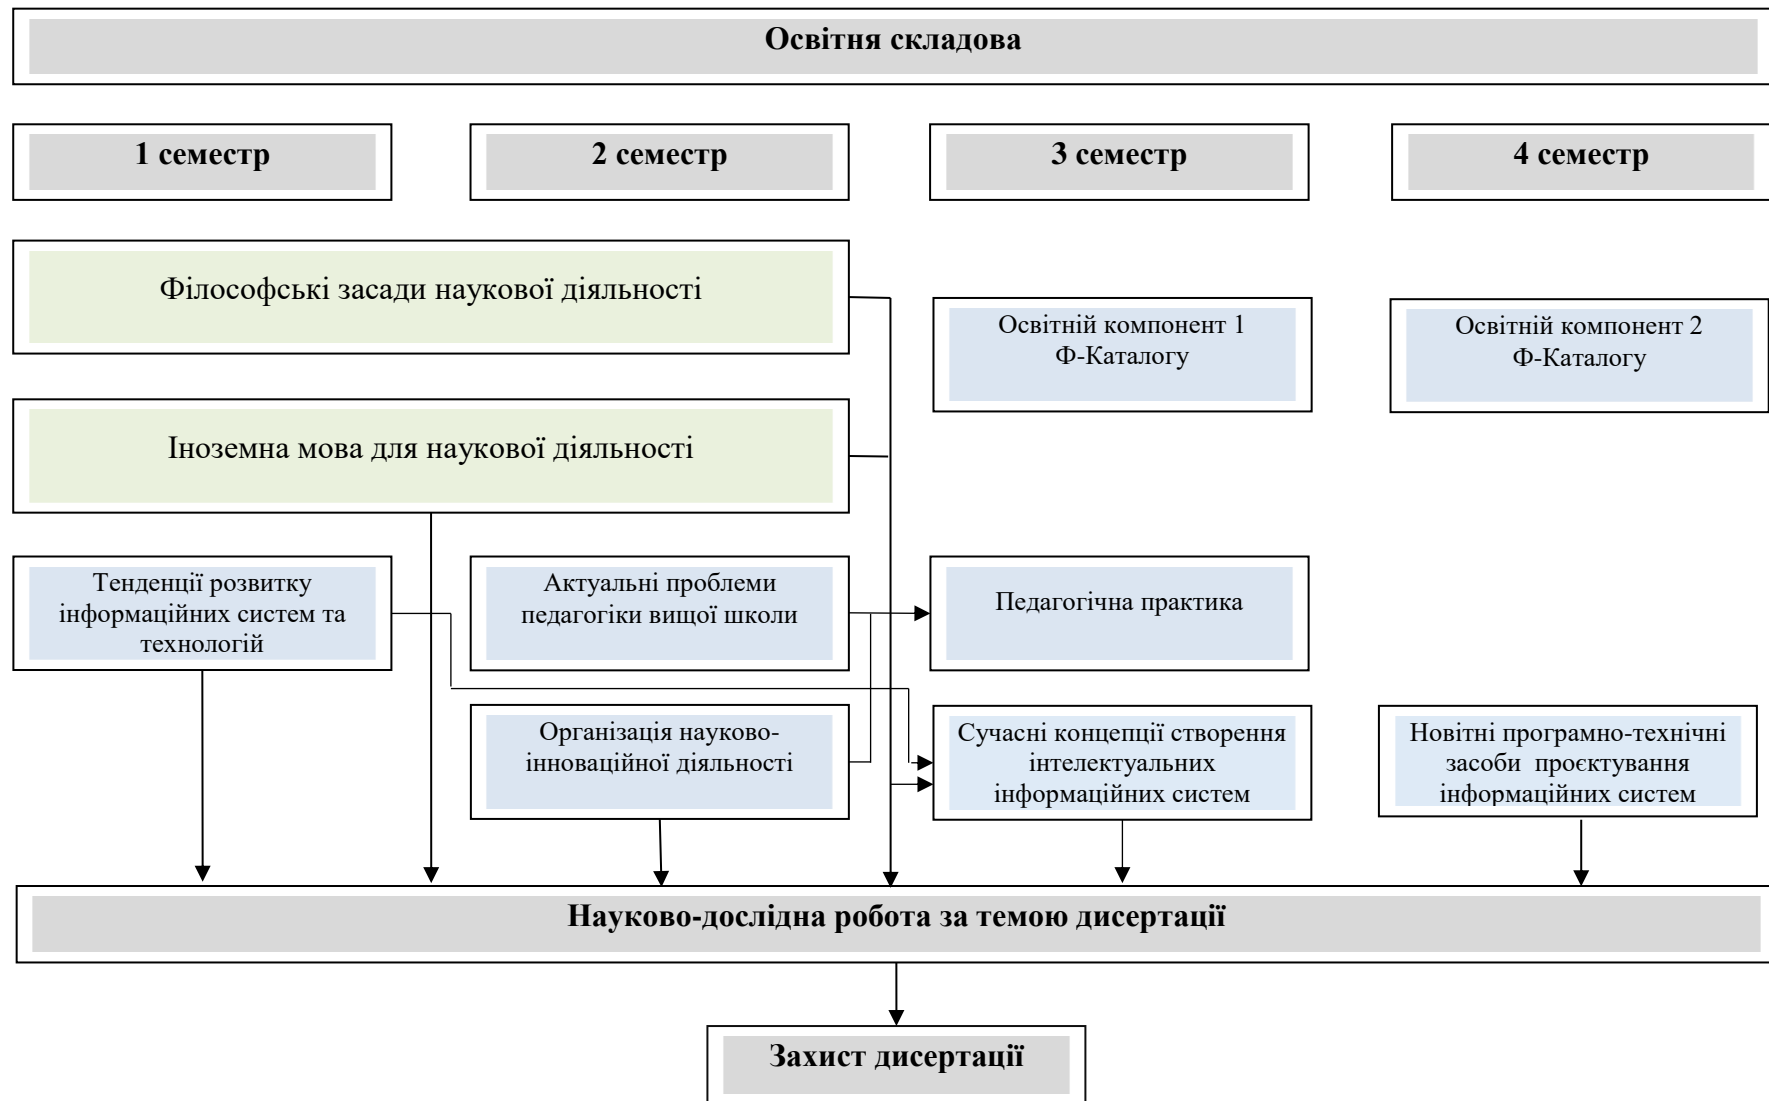 Освітня складова
1 семестр
2 семестр
3 семестр
4 семестр
Філософські засади наукової діяльності
Освітній компонент 1
Ф-Каталогу
Освітній компонент 2
Ф-Каталогу
Іноземна мова для наукової діяльності
Тенденції розвитку
інформаційних систем та
технологій
Актуальні проблеми
педагогіки вищої школи
Педагогічна практика
Організація науково-
інноваційної діяльності
Сучасні концепції створення
інтелектуальних
інформаційних систем
Новітні програмно-технічні
засоби проєктування
інформаційних систем
Науково-дослідна робота за темою дисертації
Захист дисертації